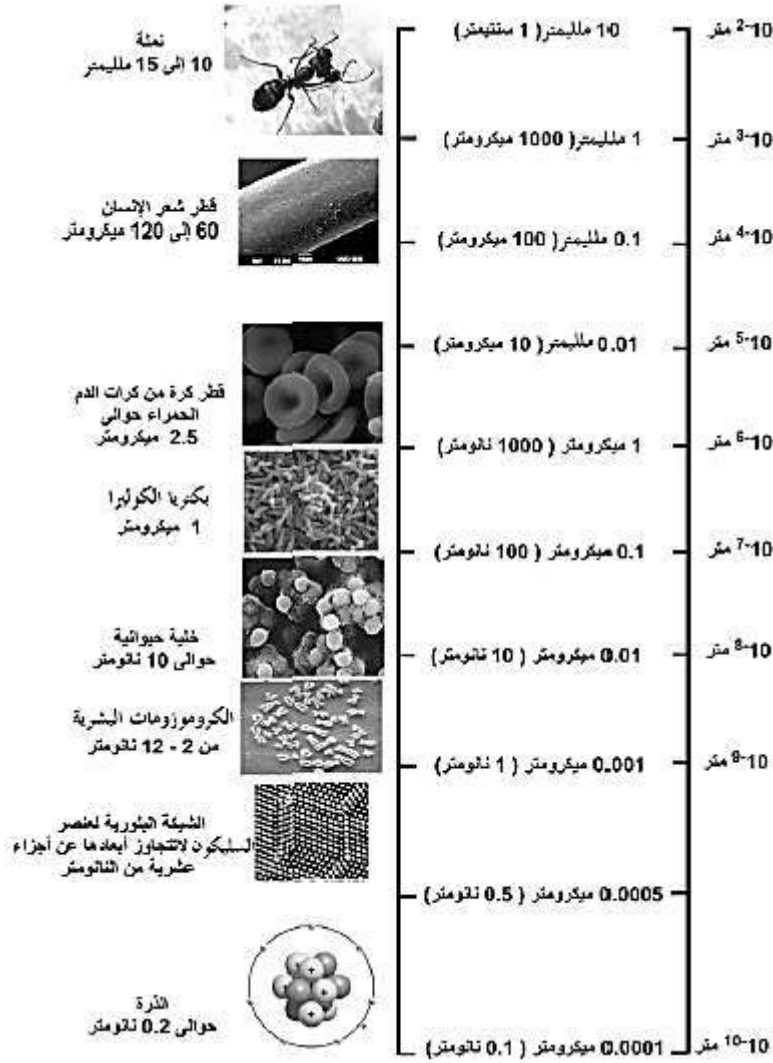 نملة
10 إلى 15 ملليمتر
10 ملليمتر( 1 سنتيمتر)
10-2 متر
1 ملليمتر( 1000 ميكرومتر)
10-3 متر
قطر شعر الإنسان
60 إلى 120 ميكرومتر
0.1 ملليمتر( 100 ميكرومتر)
10-4 متر
0.01 ملليمتر( 10 ميكرومتر)
10-5 متر
قطر كرة من كرات الدم
الحمراء حوالى
2.5 ميكرومتر
1 ميكرومتر ( 1000 نانومتر)
10-6 متر
بكتريا الكوليرا
1 ميكرومتر
0.1 ميكرومتر ( 100 نانومتر)
10-7 متر
خلية حيوانية
حوالى 10 نانومتر
0.01 ميكرومتر ( 10 نانومتر)
10-8 متر
الكروموزومات البشرية
من 2 - 12 نانومتر
0.001 ميكرومتر ( 1 نانومتر)
10-9 متر
الشبكة البلورية لعنصر
السليكون لاتتجاوز أبعادها عن أجزاء
عشرية من النانومتر
0.0005 ميكرومتر ( 0.5 نانومتر)
الذرة
حوالى 0.2 نانومتر
0.0001 ميكرومتر ( 0.1 نانومتر)
10-10 متر